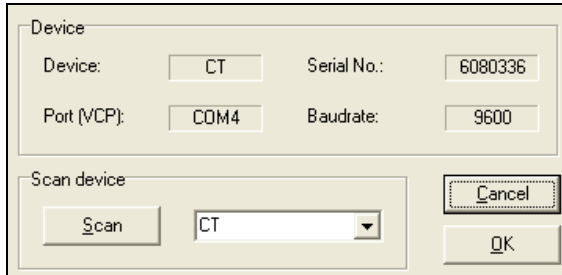 Device
Device: CT Serial No.: 6080336
Port (VCP): COM4 Baudrate: 9600
Scan device
Scan CT
Cancel
OK